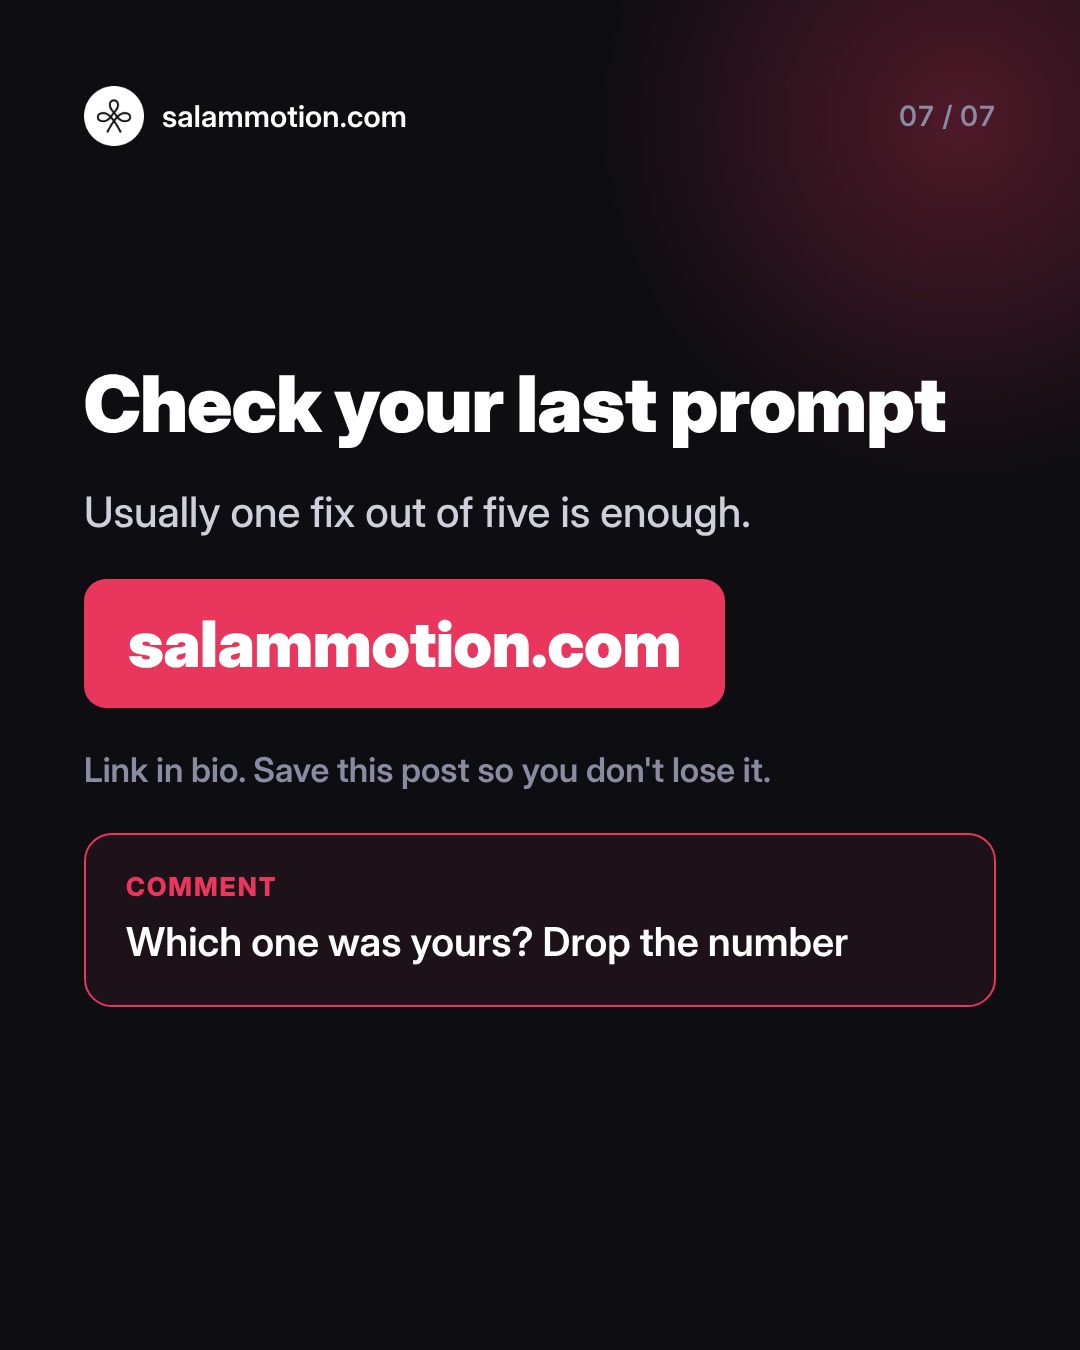 salammotion.com
07 / 07
Check your last prompt
Usually one fix out of five is enough.
salammotion.com
Link in bio. Save this post so you don't lose it.
COMMENT
Which one was yours? Drop the number